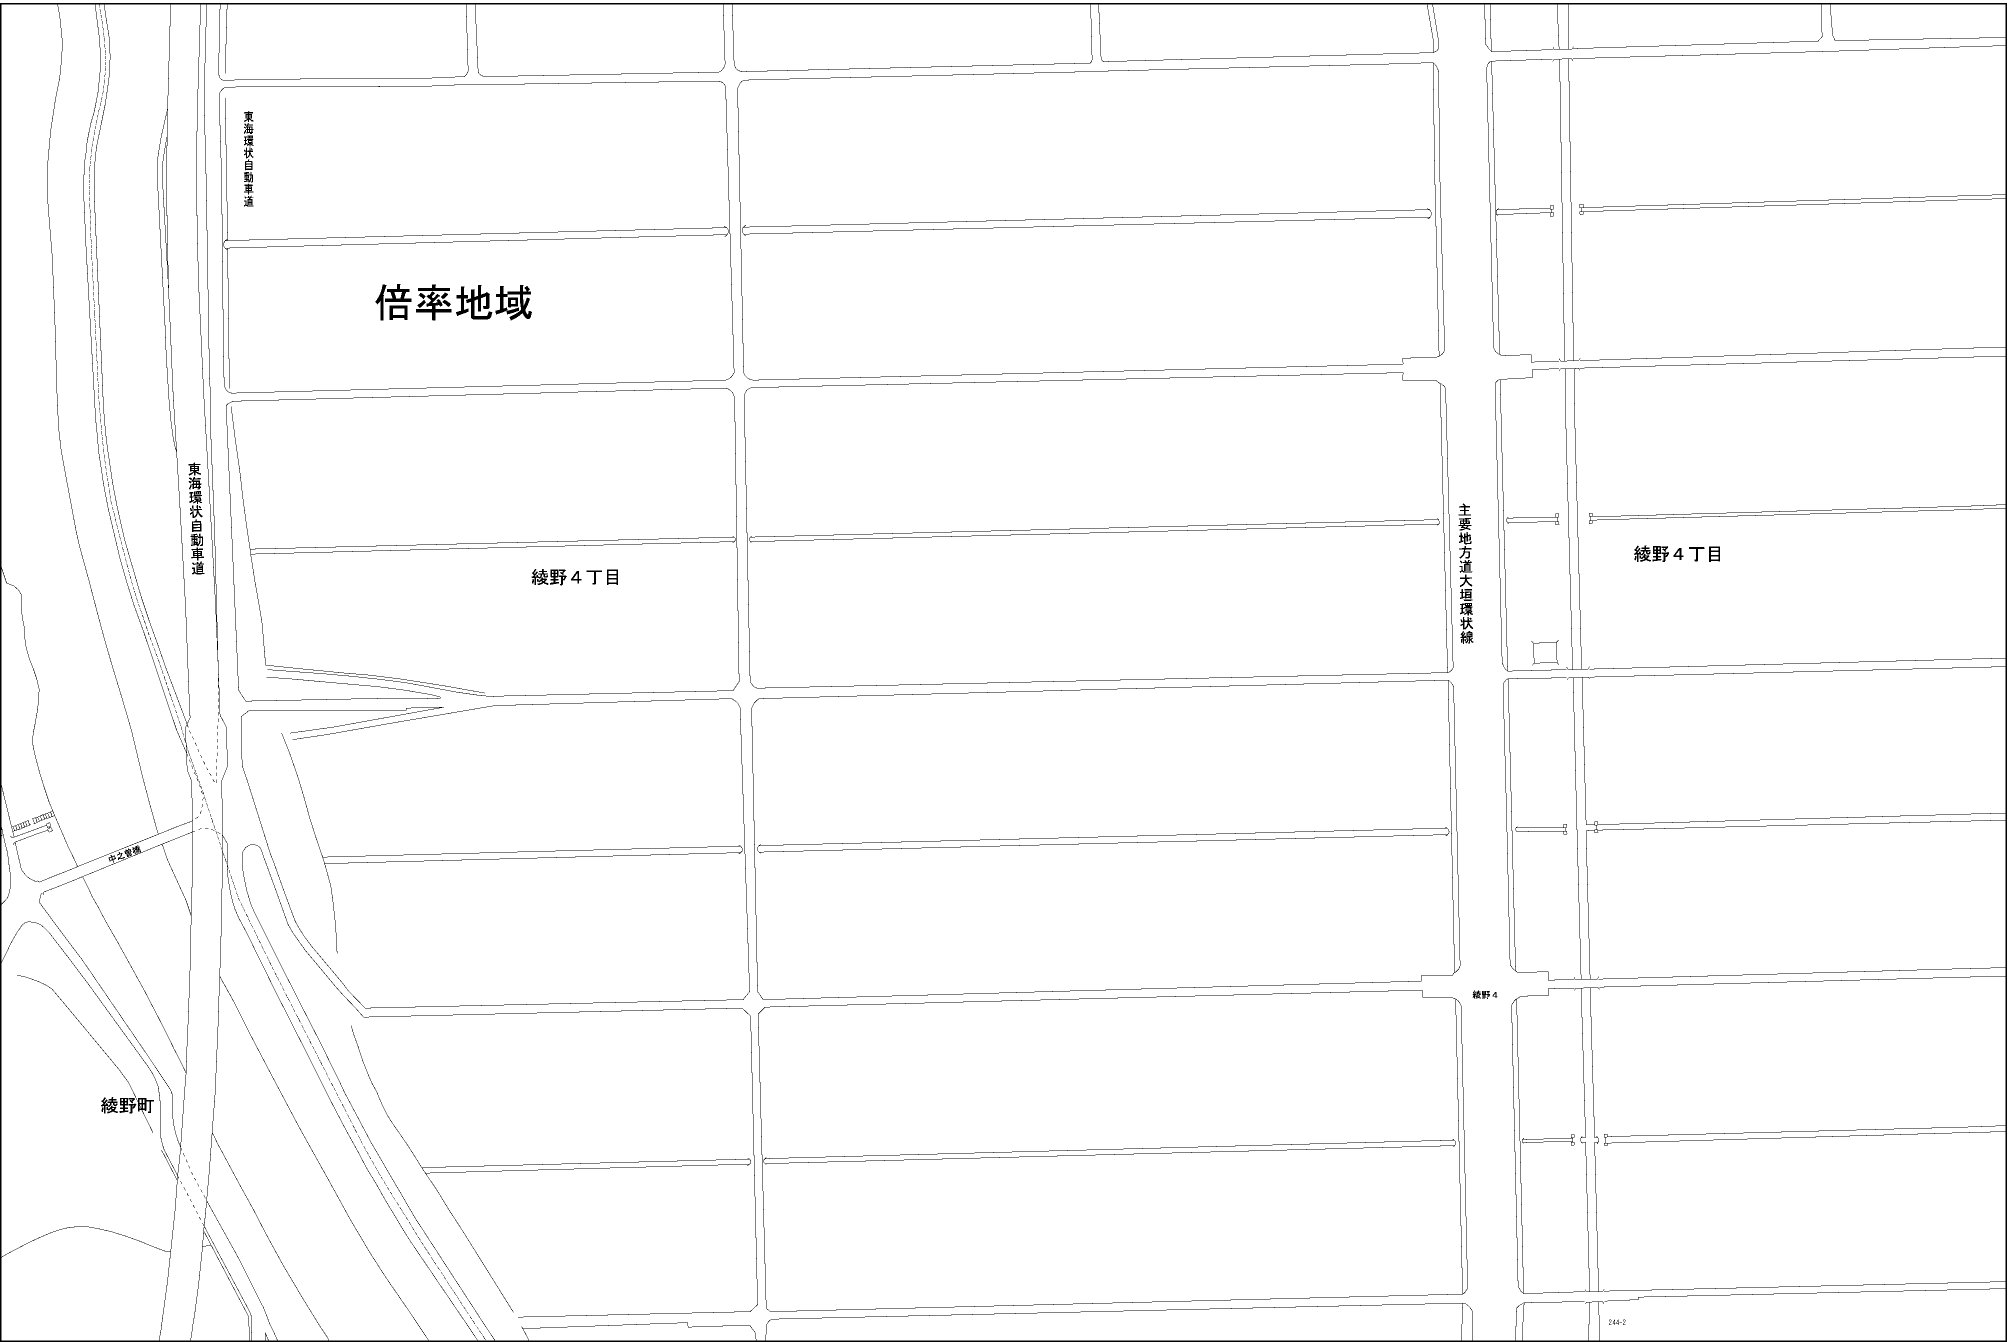 東海環状自動車道
倍率地域
東海環状自動車道
主要地方道大垣環状線
綾野４丁目
綾野４丁目
中之曽橋
綾野４
綾野町
244-2